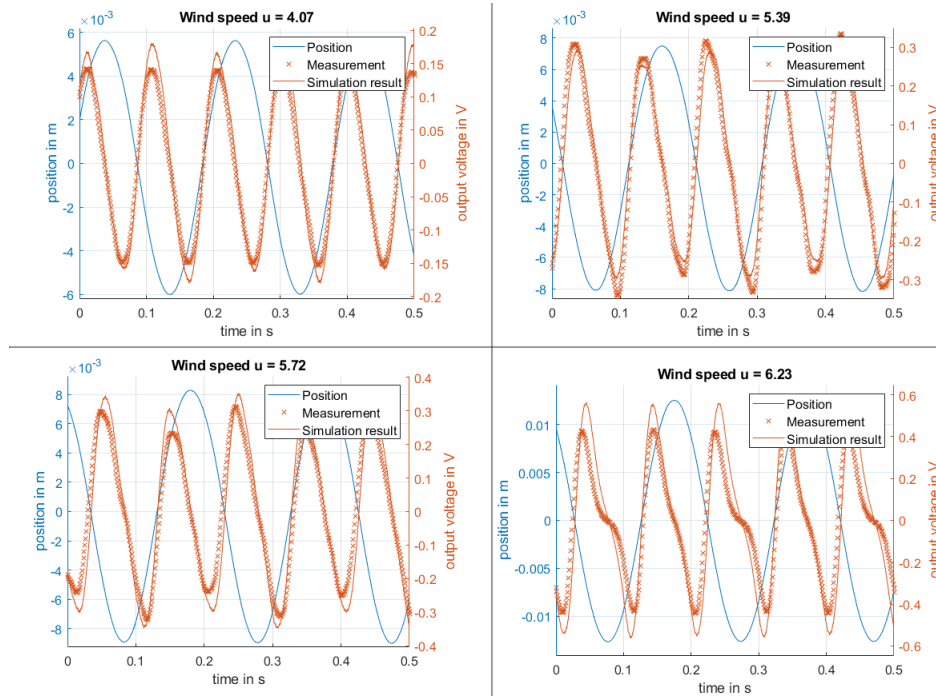 Wind speed u = 4.07
×10⁻³
6
4
2
0
-2
-4
-6
position in m
0.2
0.15
0.1
0.05
0
-0.05
-0.1
-0.15
-0.2
output voltage in V
Position
Measurement
Simulation result
0 0.1 0.2 0.3 0.4 0.5
time in s
Wind speed u = 5.39
×10⁻³
8
6
4
2
0
-2
-4
-6
-8
position in m
0.3
0.2
0.1
0
-0.1
-0.2
-0.3
output voltage in V
Position
Measurement
Simulation result
0 0.1 0.2 0.3 0.4 0.5
time in s
Wind speed u = 5.72
×10⁻³
8
6
4
2
0
-2
-4
-6
-8
position in m
0.4
0.3
0.2
0.1
0
-0.1
-0.2
-0.3
-0.4
output voltage in V
Position
Measurement
Simulation result
0 0.1 0.2 0.3 0.4 0.5
time in s
Wind speed u = 6.23
0.01
0.005
0
-0.005
-0.01
position in m
0.6
0.4
0.2
0
-0.2
-0.4
-0.6
output voltage in V
Position
Measurement
Simulation result
0 0.1 0.2 0.3 0.4 0.5
time in s